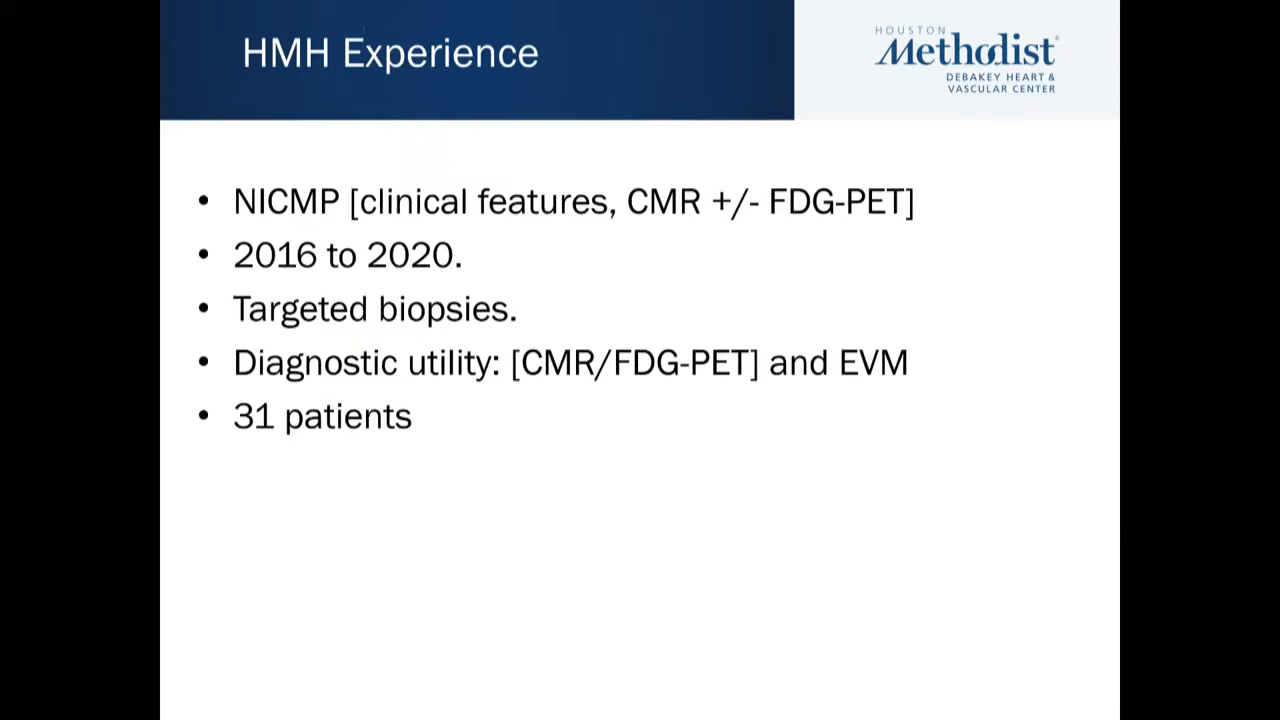 HMH Experience
HOUSTON
Methodist®
DEBAKEY HEART &
VASCULAR CENTER
• NICMP [clinical features, CMR +/- FDG-PET]
• 2016 to 2020.
• Targeted biopsies.
• Diagnostic utility: [CMR/FDG-PET] and EVM
• 31 patients